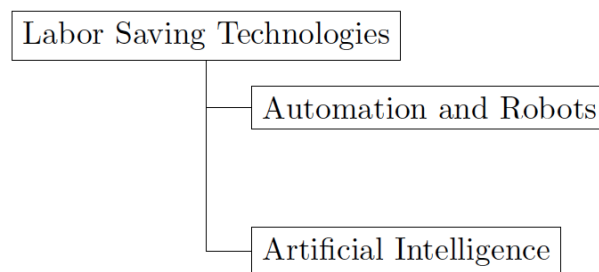 Labor Saving Technologies
Automation and Robots
Artificial Intelligence